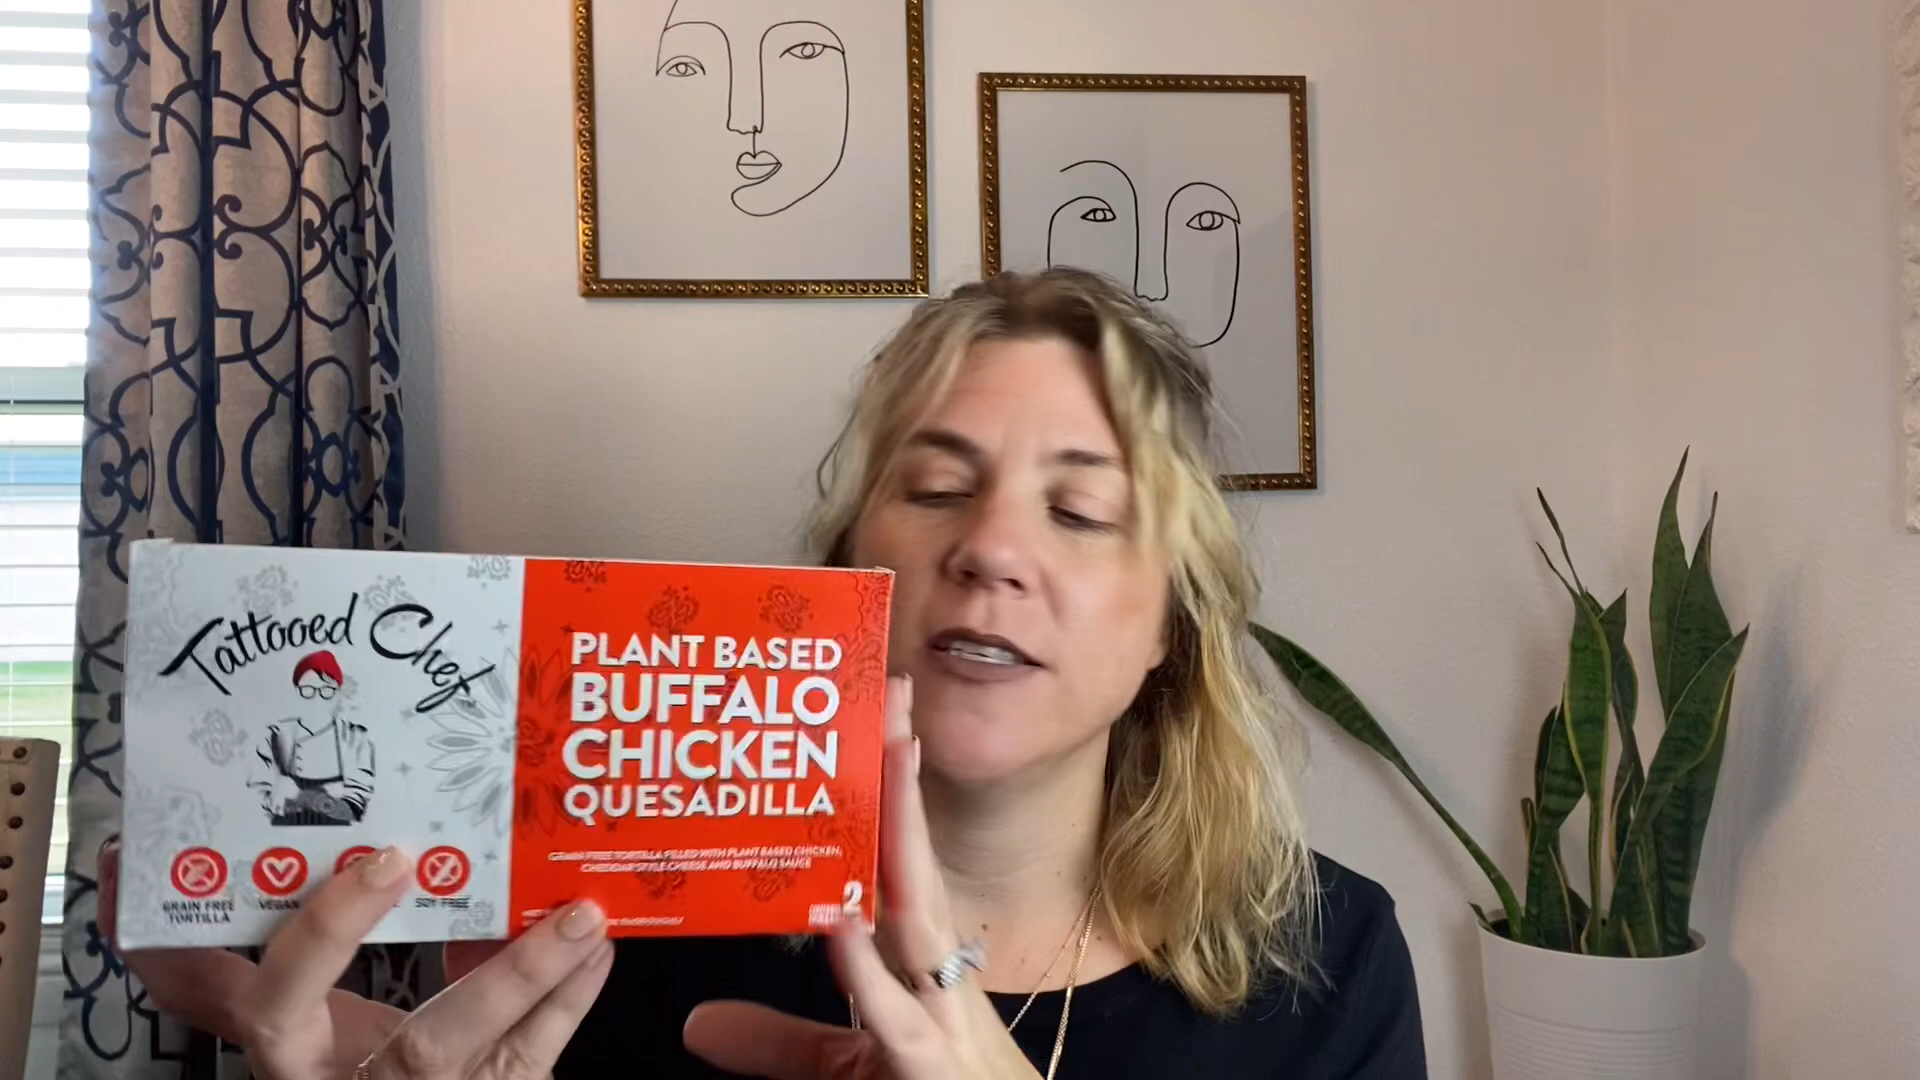 Tattooed Chef
PLANT BASED
BUFFALO
CHICKEN
QUESADILLA
GRAIN FREE TORTILLA FILLED WITH PLANT BASED CHICKEN,
CHEDDAR STYLE CHEESE AND BUFFALO SAUCE
GRAIN FREE
TORTILLA
VEGAN
SOY FREE
2